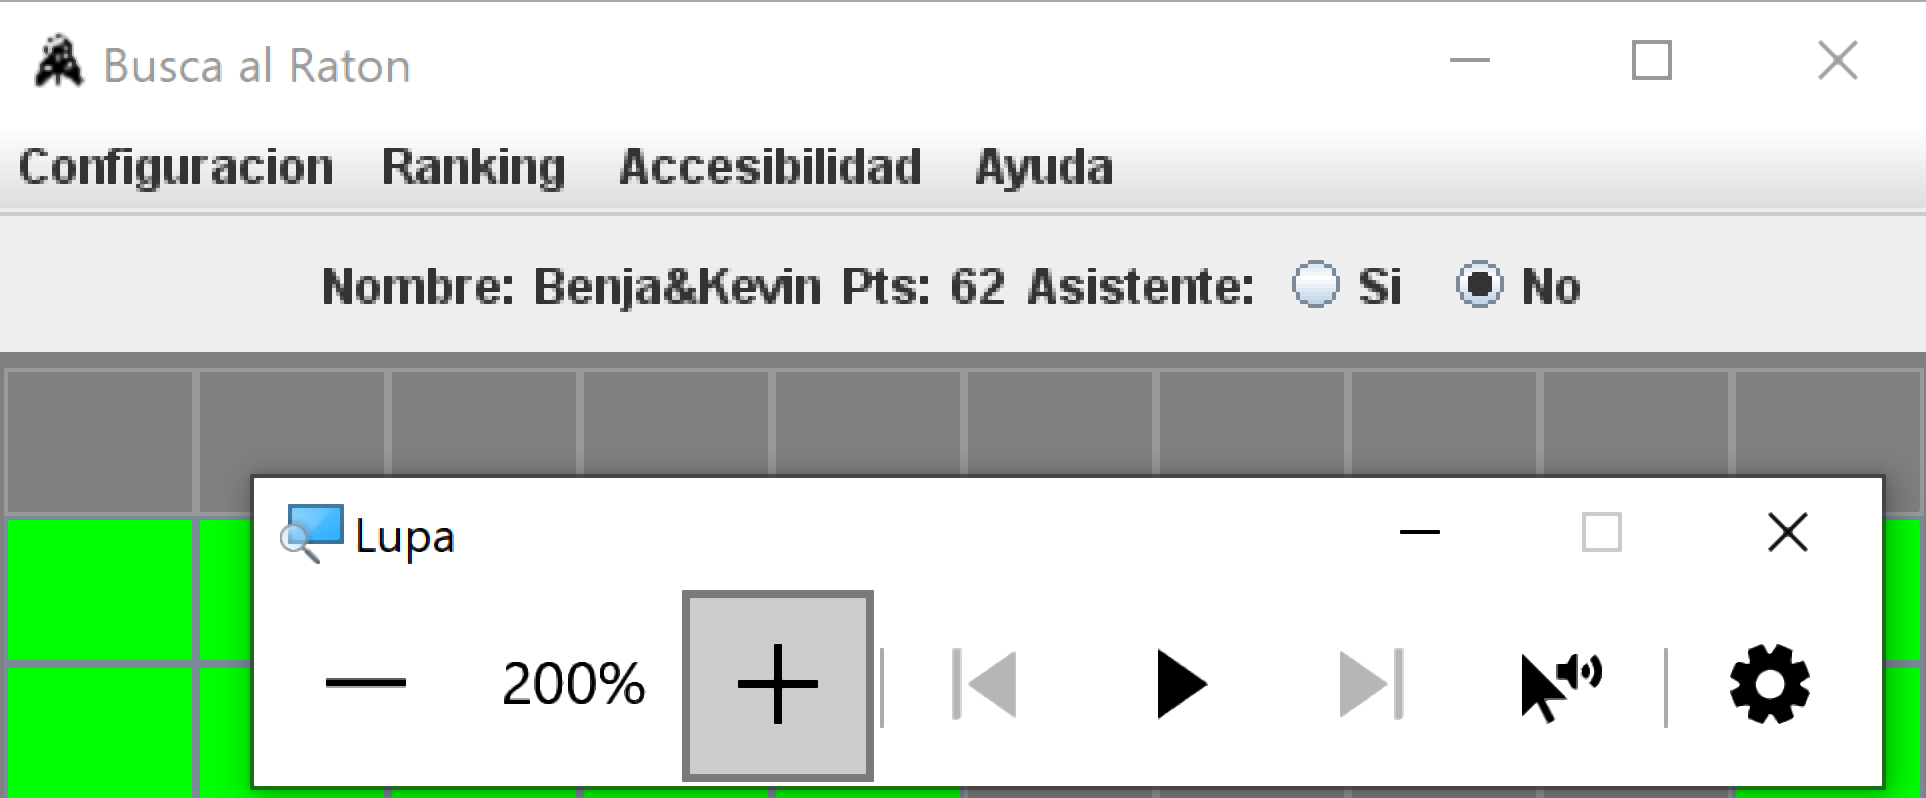 Busca al Raton
Configuracion Ranking Accesibilidad Ayuda
Nombre: Benja&Kevin Pts: 62 Asistente: Si No
Lupa
200%